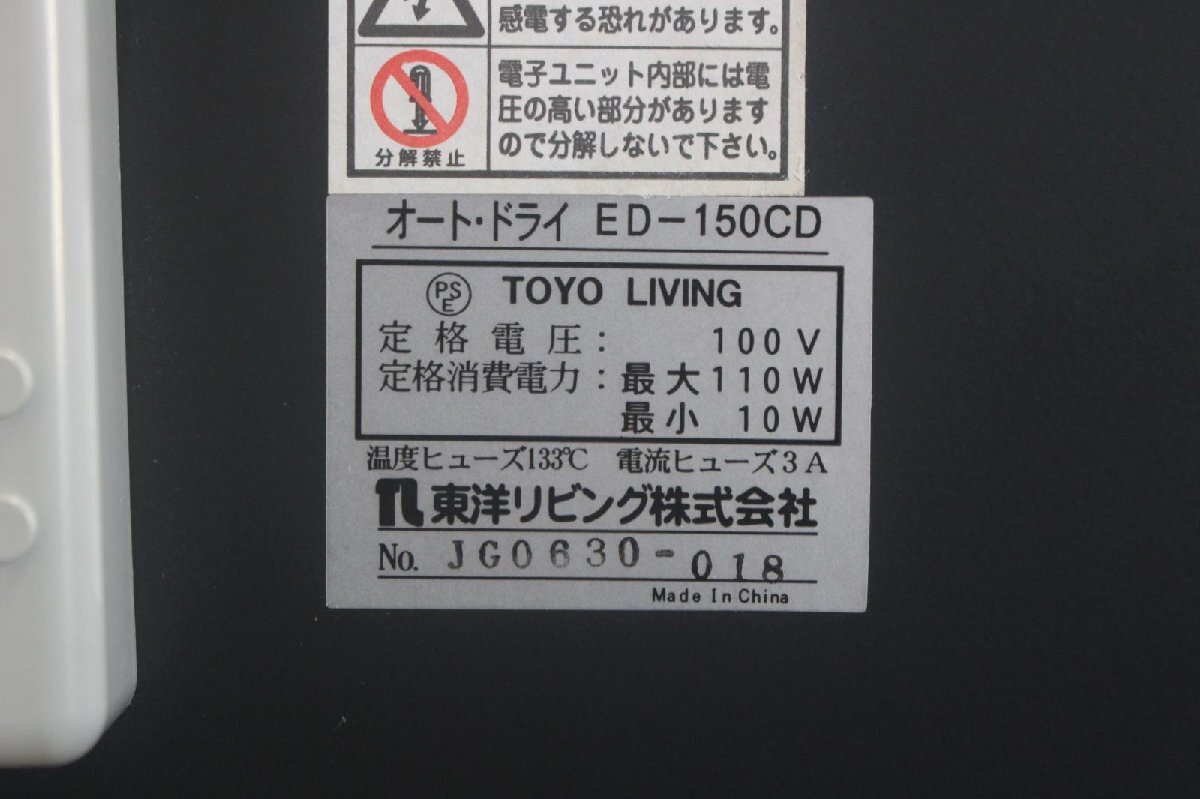 感電する恐れがあります。
電子ユニット内部には電
圧の高い部分があります
ので分解しないで下さい。
分解禁止
オート・ドライ ED-150CD
PSE TOYO LIVING
定格電圧: 100V
定格消費電力: 最大110W
最小 10W
温度ヒューズ133℃ 電流ヒューズ3A
東洋リビング株式会社
No. JG0630-018
Made In China